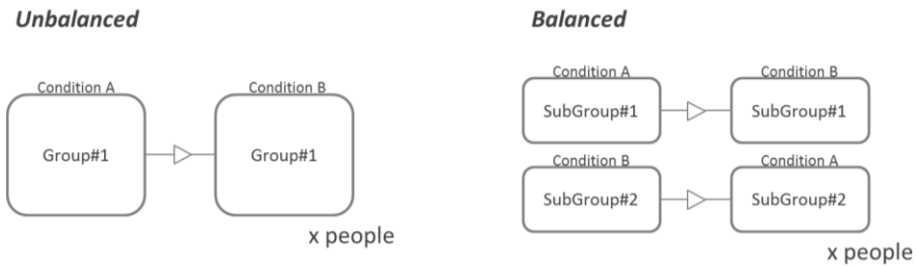 Unbalanced
Condition A
Condition B
Group#1
Group#1
x people
Balanced
Condition A
Condition B
SubGroup#1
SubGroup#1
Condition B
Condition A
SubGroup#2
SubGroup#2
x people